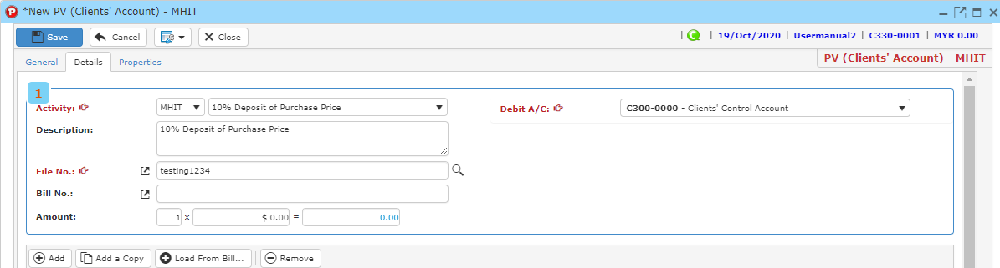 P *New PV (Clients' Account) - MHIT
Save Cancel Close | C | 19/Oct/2020 | Usermanual2 | C330-0001 | MYR 0.00
General Details Properties PV (Clients' Account) - MHIT
1
Activity: MHIT 10% Deposit of Purchase Price Debit A/C: C300-0000 - Clients' Control Account
Description: 10% Deposit of Purchase Price
File No.: testing1234
Bill No.:
Amount: 1 x $ 0.00 = 0.00
Add Add a Copy Load From Bill... Remove